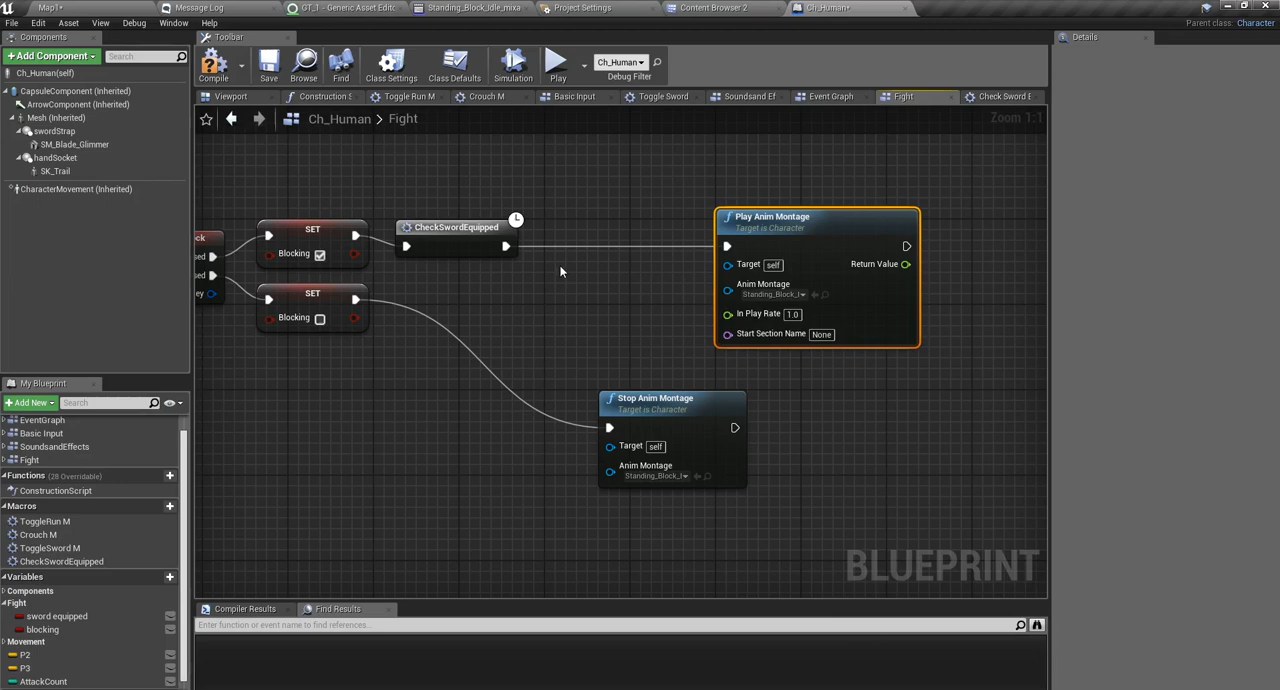 Map1*
Message Log
GT_1 - Generic Asset Edito
Standing_Block_Idle_mixa
Project Settings
Content Browser 2
Ch_Human*
File
Edit
Asset
View
Debug
Window
Help
Parent class: Character
Components
Toolbar
Details
+ Add Component
Search
Ch_Human(self)
CapsuleComponent (Inherited)
ArrowComponent (Inherited)
Mesh (Inherited)
swordStrap
SM_Blade_Glimmer
handSocket
SK_Trail
CharacterMovement (Inherited)
Compile
Save
Browse
Find
Class Settings
Class Defaults
Simulation
Play
Ch_Human
Debug Filter
Viewport
Construction S
Toggle Run M
Crouch M
Basic Input
Toggle Sword
Soundsand Ef
Event Graph
Fight
Check Sword E
Ch_Human > Fight
Zoom 1:1
ck
sed
sed
ey
SET
Blocking
SET
Blocking
CheckSwordEquipped
Play Anim Montage
Target is Character
Target self
Return Value
Anim Montage
Standing_Block_I
In Play Rate 1.0
Start Section Name None
Stop Anim Montage
Target is Character
Target self
Anim Montage
Standing_Block_I
BLUEPRINT
My Blueprint
+ Add New
Search
EventGraph
Basic Input
SoundsandEffects
Fight
Functions (28 Overridable)
ConstructionScript
Macros
ToggleRun M
Crouch M
ToggleSword M
CheckSwordEquipped
Variables
Components
Fight
sword equipped
blocking
Movement
P2
P3
AttackCount
Compiler Results
Find Results
Enter function or event name to find references...